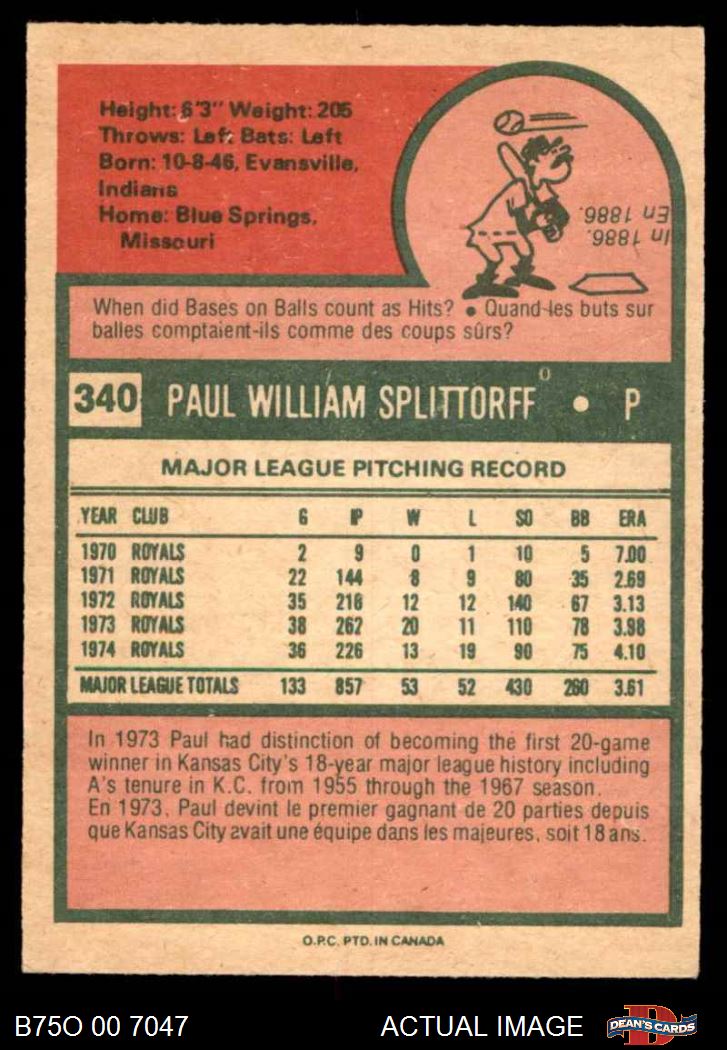 Height: 6'3" Weight: 205
Throws: Left Bats: Left
Born: 10-8-46, Evansville,
Indiana
Home: Blue Springs,
Missouri
In 1886.
En 1886.
When did Bases on Balls count as Hits? • Quand les buts sur
balles comptaient-ils comme des coups sûrs?
340 PAUL WILLIAM SPLITTORFF • P
MAJOR LEAGUE PITCHING RECORD
YEAR CLUB G IP W L SO BB ERA
1970 ROYALS 2 9 0 1 10 5 7.00
1971 ROYALS 22 144 8 9 80 35 2.69
1972 ROYALS 35 216 12 12 140 67 3.13
1973 ROYALS 38 262 20 11 110 78 3.98
1974 ROYALS 36 226 13 19 90 75 4.10
MAJOR LEAGUE TOTALS 133 857 53 52 430 260 3.61
In 1973 Paul had distinction of becoming the first 20-game
winner in Kansas City's 18-year major league history including
A's tenure in K.C. from 1955 through the 1967 season.
En 1973, Paul devint le premier gagnant de 20 parties depuis
que Kansas City avait une équipe dans les majeures, soit 18 ans.
O.P.C. PTD. IN CANADA
B75O 00 7047 ACTUAL IMAGE DEAN'S CARDS